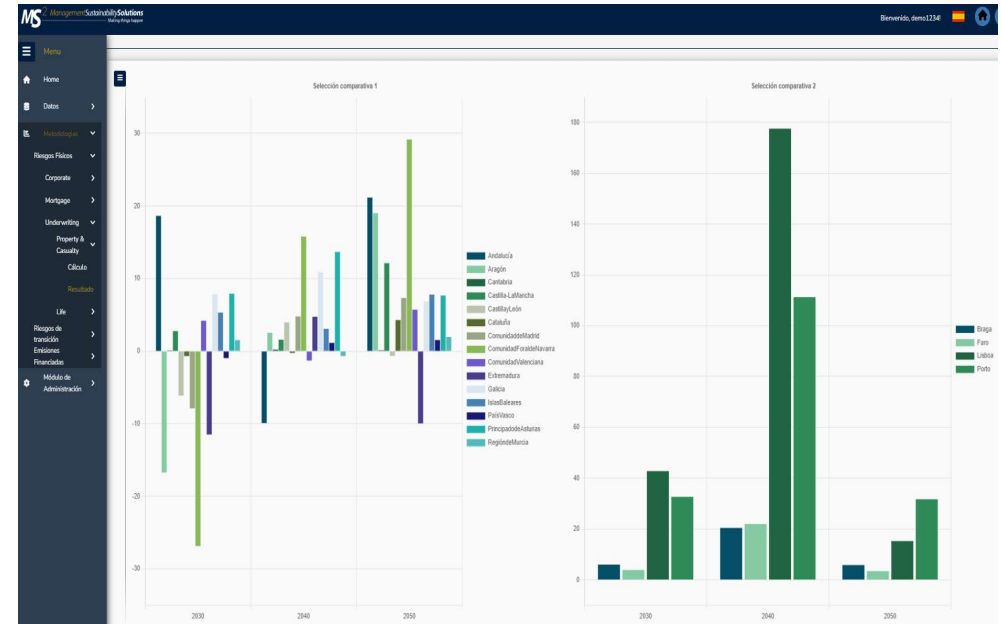 MS2 ManagementSustainabilitySolutions
Making things happen
Bienvenido, demo1234!
Menu
Home
Datos
Metodologías
Riesgos Físicos
Corporate
Mortgage
Underwriting
Property &
Casualty
Cálculo
Resultado
Life
Riesgos de
transición
Emisiones
Financiadas
Módulo de
Administración
Selección comparativa 1
30
20
10
0
-10
-20
-30
2030
2040
2050
Andalucía
Aragón
Cantabria
Castilla-LaMancha
CastillayLeón
Cataluña
ComunidaddeMadrid
ComunidadForaldeNavarra
ComunidadValenciana
Extremadura
Galicia
IslasBaleares
PaísVasco
PrincipadodeAsturias
RegióndeMurcia
Selección comparativa 2
180
160
140
120
100
80
60
40
20
0
2030
2040
2050
Braga
Faro
Lisboa
Porto